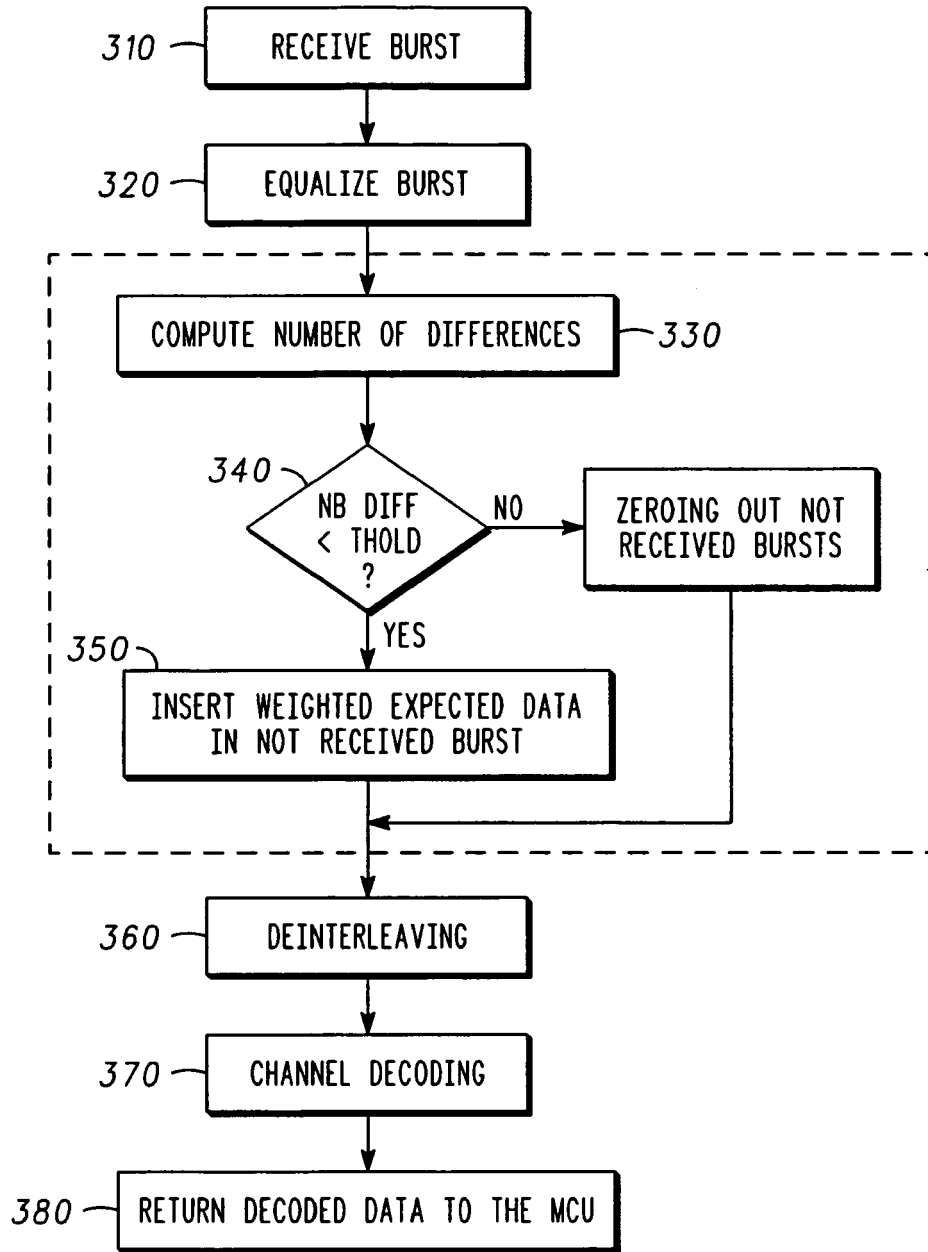 310
RECEIVE BURST
320
EQUALIZE BURST
COMPUTE NUMBER OF DIFFERENCES
330
340
NB DIFF
< THOLD
?
NO
ZEROING OUT NOT
RECEIVED BURSTS
YES
350
INSERT WEIGHTED EXPECTED DATA
IN NOT RECEIVED BURST
360
DEINTERLEAVING
370
CHANNEL DECODING
380
RETURN DECODED DATA TO THE MCU